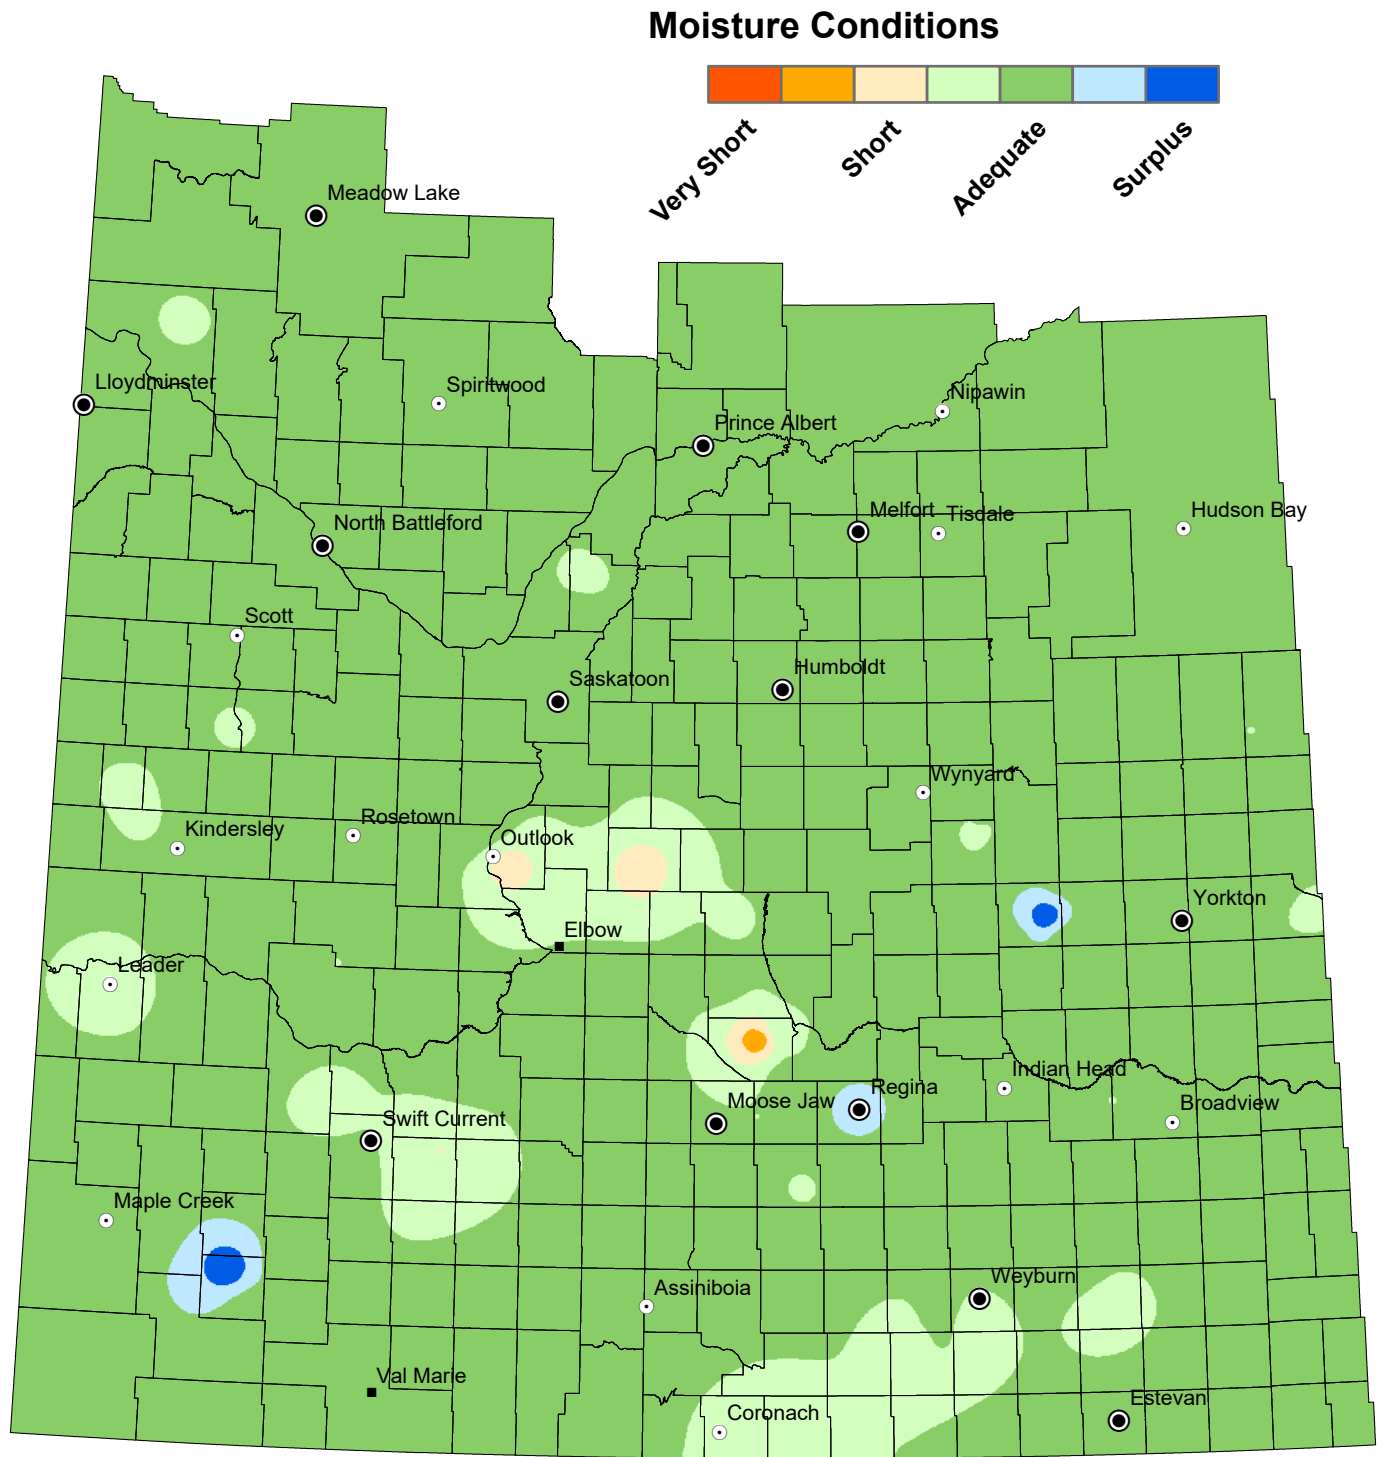 Moisture Conditions
Very Short
Short
Adequate
Surplus
Meadow Lake
Lloydminster
Spiritwood
Nipawin
Prince Albert
North Battleford
Melfort
Tisdale
Hudson Bay
Scott
Saskatoon
Humboldt
Wynyard
Kindersley
Rosetown
Outlook
Yorkton
Elbow
Leader
Indian Head
Regina
Moose Jaw
Broadview
Swift Current
Maple Creek
Assiniboia
Weyburn
Val Marie
Coronach
Estevan